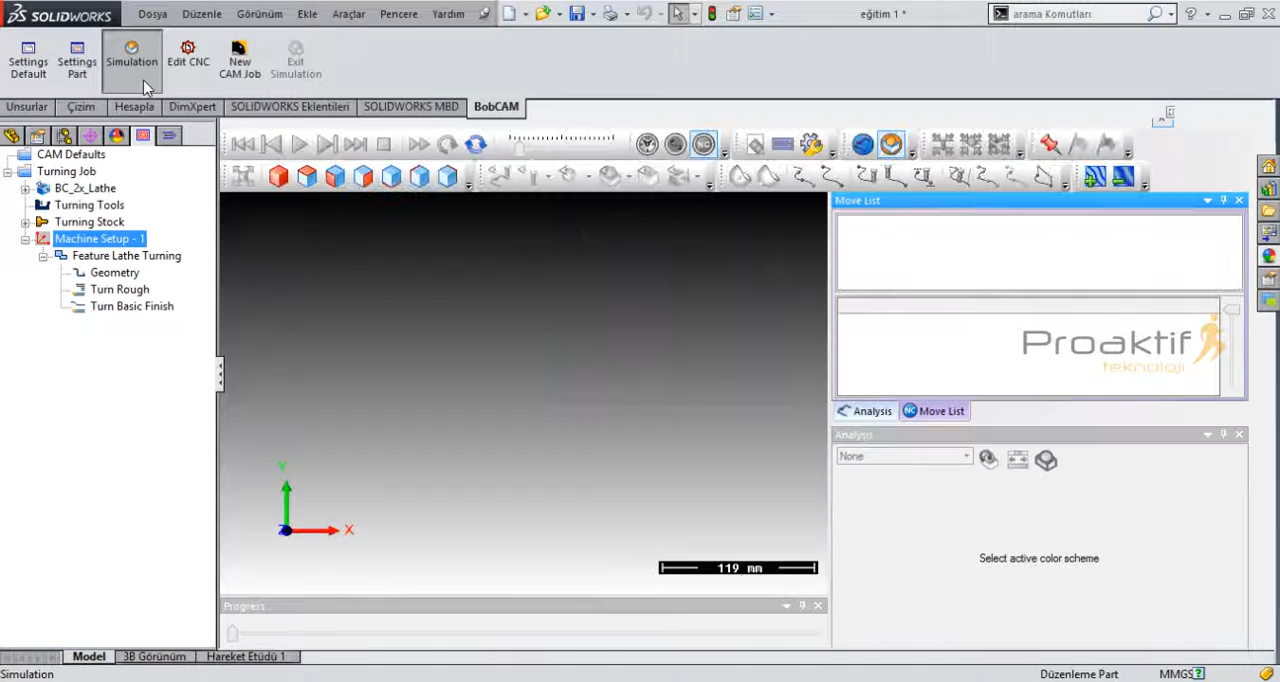 SOLIDWORKS Dosya Düzenle Görünüm Ekle Araçlar Pencere Yardım eğitim 1 * arama Komutları
Settings Default
Settings Part
Simulation
Edit CNC
New CAM Job
Exit Simulation
Unsurlar Çizim Hesapla DimXpert SOLIDWORKS Eklentileri SOLIDWORKS MBD BobCAM
CAM Defaults
Turning Job
BC_2x_Lathe
Turning Tools
Turning Stock
Machine Setup - 1
Feature Lathe Turning
Geometry
Turn Rough
Turn Basic Finish
Y
Z
X
119 mm
Progress
Move List
Proaktif
teknoloji
Analysis NC Move List
Analysis
None
Select active color scheme
Model 3B Görünüm Hareket Etüdü 1
Simulation Düzenleme Part MMGS